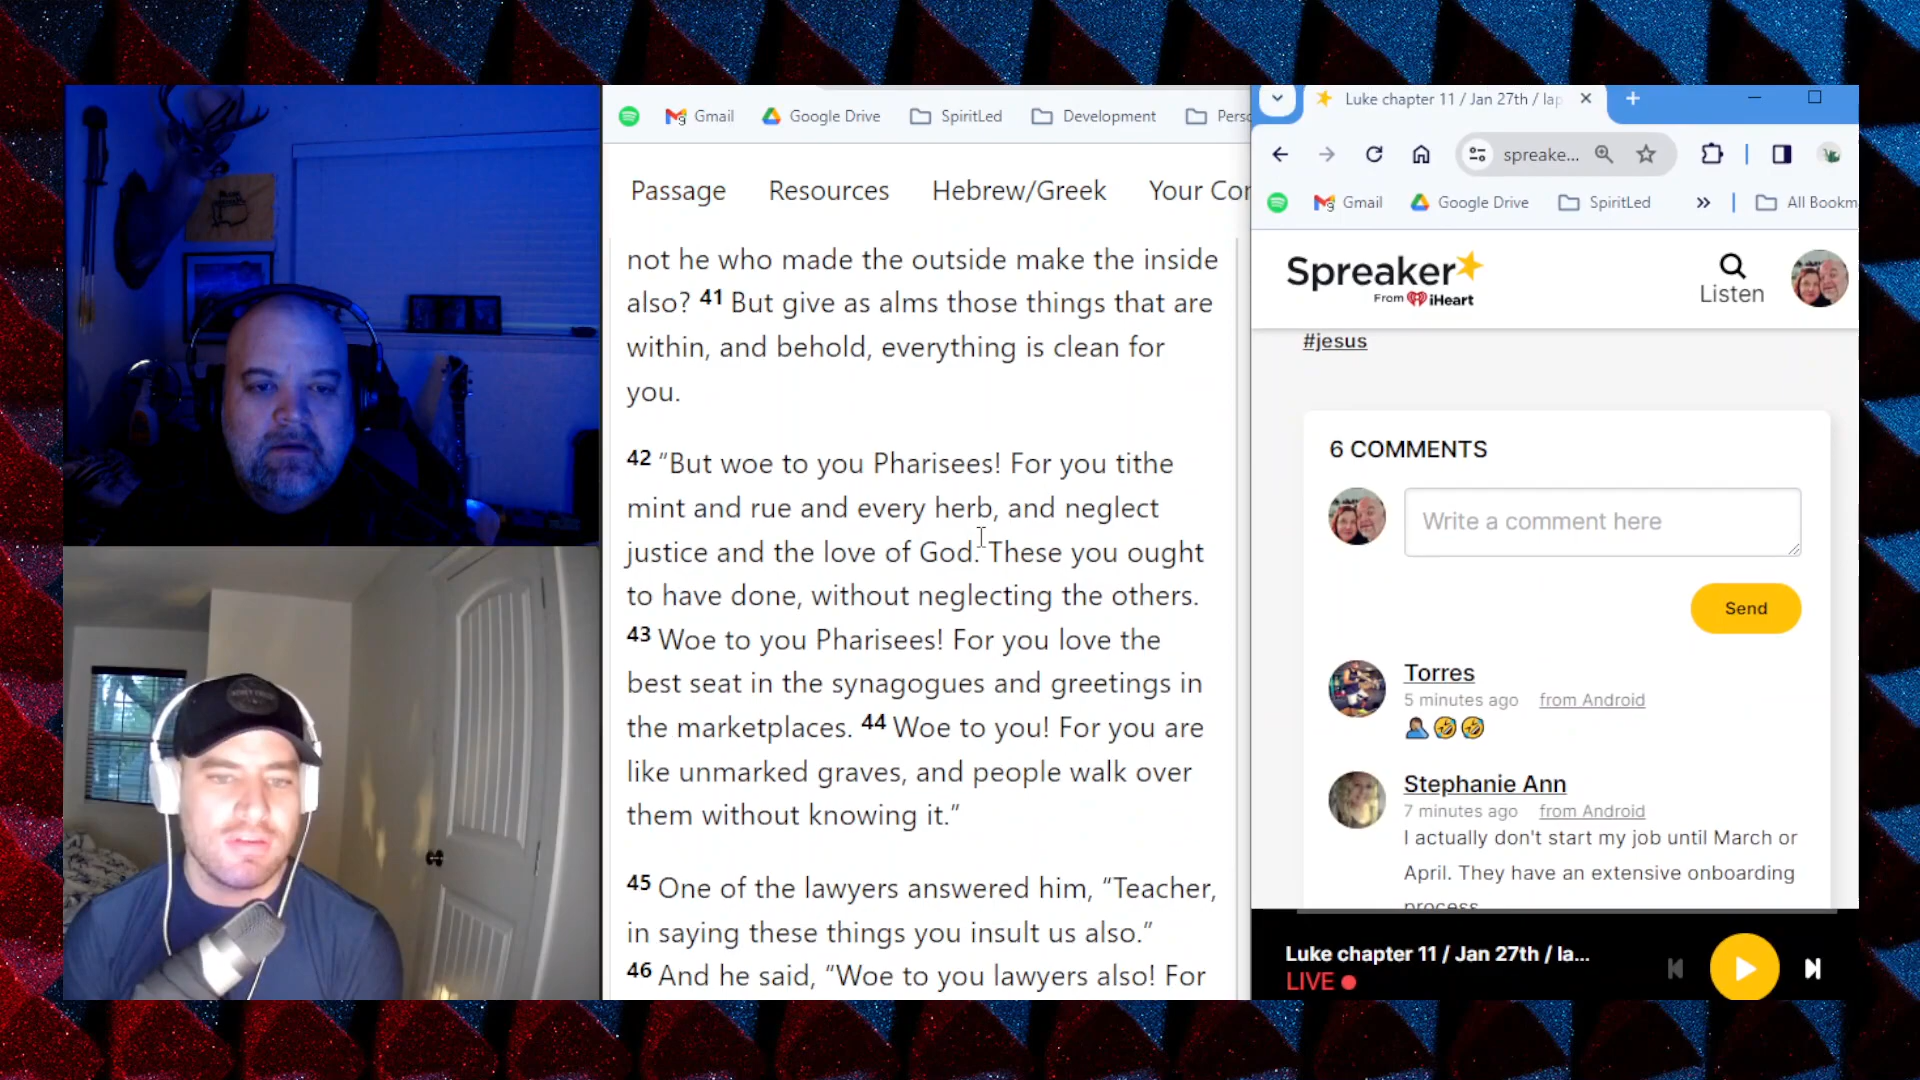 Gmail
Google Drive
SpiritLed
Development
Perso
Passage
Resources
Hebrew/Greek
Your Cor
not he who made the outside make the inside
also? 41 But give as alms those things that are
within, and behold, everything is clean for
you.
42 “But woe to you Pharisees! For you tithe
mint and rue and every herb, and neglect
justice and the love of God. These you ought
to have done, without neglecting the others.
43 Woe to you Pharisees! For you love the
best seat in the synagogues and greetings in
the marketplaces. 44 Woe to you! For you are
like unmarked graves, and people walk over
them without knowing it.”
45 One of the lawyers answered him, “Teacher,
in saying these things you insult us also.”
46 And he said, “Woe to you lawyers also! For
Luke chapter 11 / Jan 27th / lap
spreake...
Gmail
Google Drive
SpiritLed
All Bookm
Spreaker
From iHeart
Listen
#jesus
6 COMMENTS
Write a comment here
Send
Torres
5 minutes ago from Android
🤦🏽‍♂️🤣🤣
Stephanie Ann
7 minutes ago from Android
I actually don't start my job until March or
April. They have an extensive onboarding
process
Luke chapter 11 / Jan 27th / la...
LIVE